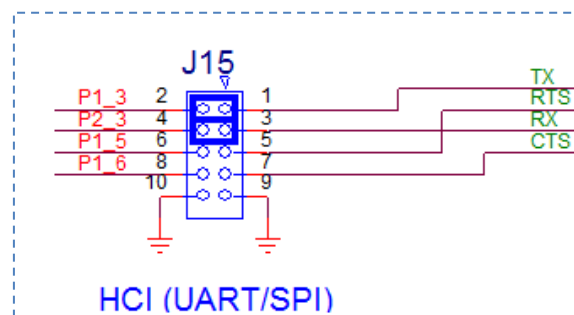 J15
P1_3 2 1 TX
P2_3 4 3 RTS
P1_5 6 5 RX
P1_6 8 7 CTS
10 9
HCI (UART/SPI)